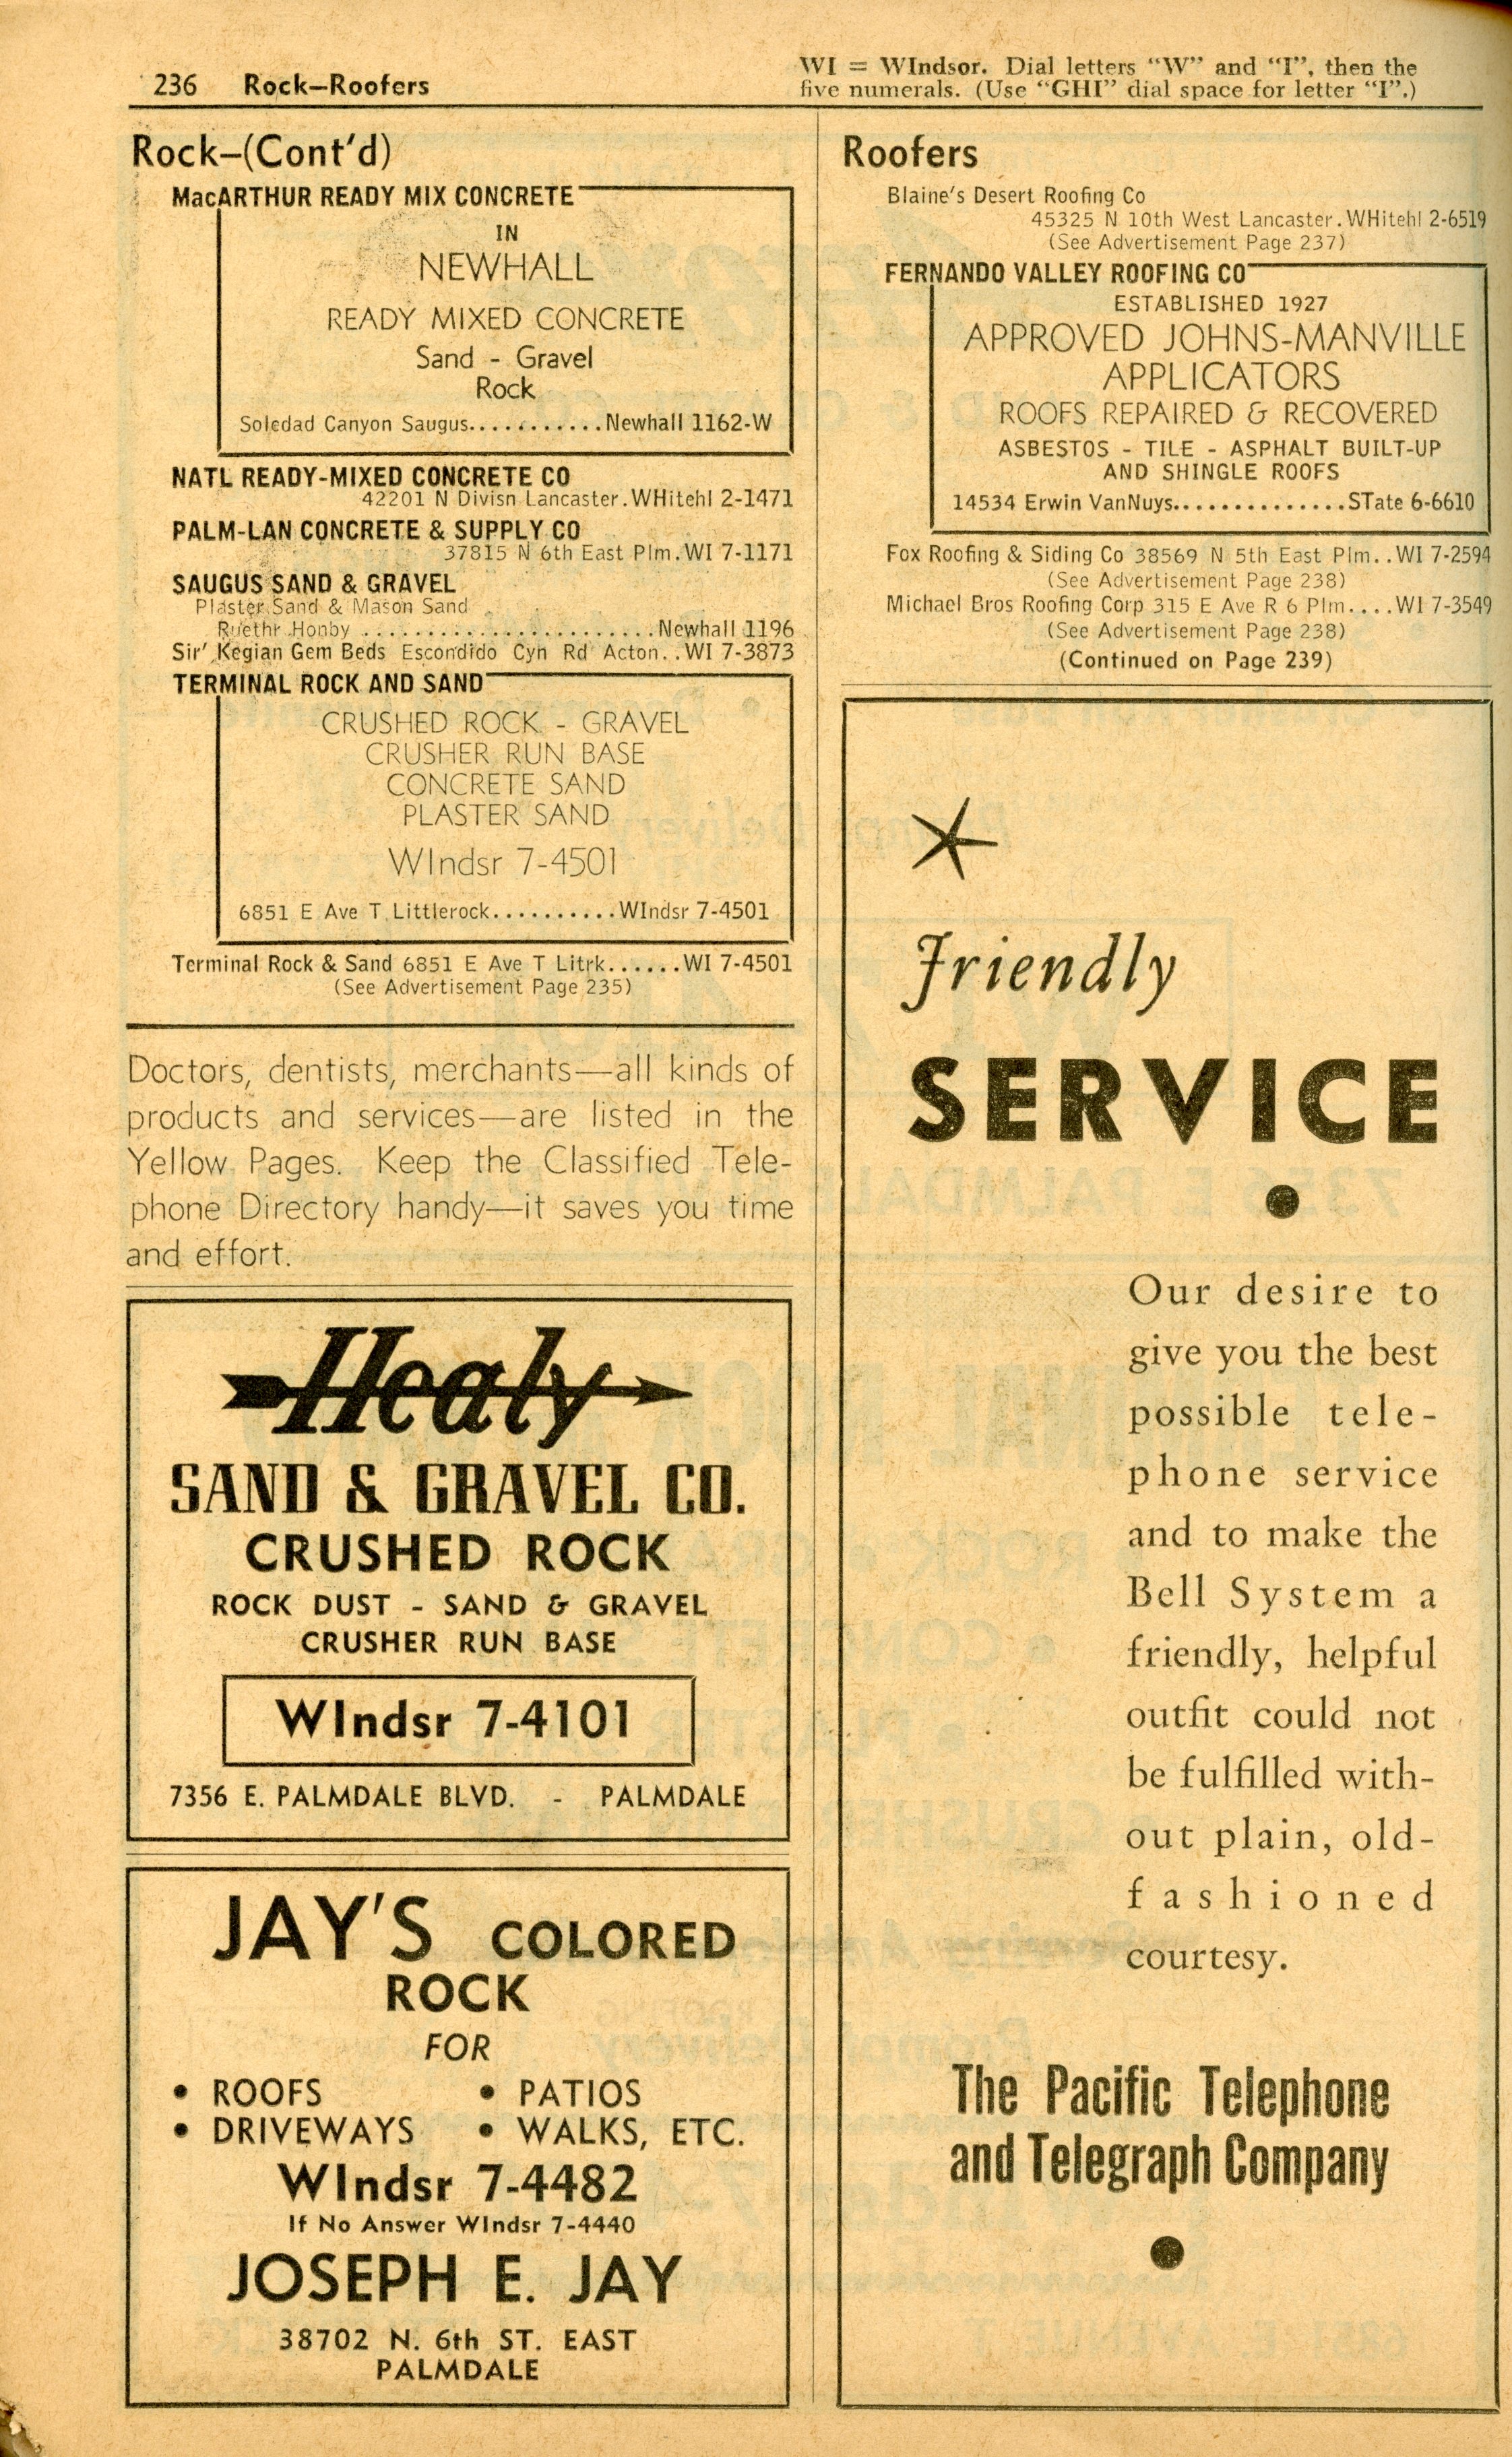 236 Rock—Roofers
WI = WIndsor. Dial letters “W” and “I”, then the
five numerals. (Use “GHI” dial space for letter “I”.)
Rock—(Cont’d)
MacARTHUR READY MIX CONCRETE
IN
NEWHALL
READY MIXED CONCRETE
Sand - Gravel
Rock
Soledad Canyon Saugus...........Newhall 1162-W
NATL READY-MIXED CONCRETE CO
42201 N Divisn Lancaster.WHitehl 2-1471
PALM-LAN CONCRETE & SUPPLY CO
37815 N 6th East Plm.WI 7-1171
SAUGUS SAND & GRAVEL
Plaster Sand & Mason Sand
Ruethr Honby ......................Newhall 1196
Sir' Kegian Gem Beds Escondido Cyn Rd Acton..WI 7-3873
TERMINAL ROCK AND SAND
CRUSHED ROCK - GRAVEL
CRUSHER RUN BASE
CONCRETE SAND
PLASTER SAND
WIndsr 7-4501
6851 E Ave T Littlerock..........WIndsr 7-4501
Terminal Rock & Sand 6851 E Ave T Litrk......WI 7-4501
(See Advertisement Page 235)
Doctors, dentists, merchants—all kinds of
products and services—are listed in the
Yellow Pages. Keep the Classified Tele-
phone Directory handy—it saves you time
and effort.
Healy
SAND & GRAVEL CO.
CRUSHED ROCK
ROCK DUST - SAND & GRAVEL
CRUSHER RUN BASE
WIndsr 7-4101
7356 E. PALMDALE BLVD. - PALMDALE
JAY'S COLORED
ROCK
FOR
• ROOFS • PATIOS
• DRIVEWAYS • WALKS, ETC.
WIndsr 7-4482
If No Answer WIndsr 7-4440
JOSEPH E. JAY
38702 N. 6th ST. EAST
PALMDALE
Roofers
Blaine's Desert Roofing Co
45325 N 10th West Lancaster.WHitehl 2-6519
(See Advertisement Page 237)
FERNANDO VALLEY ROOFING CO
ESTABLISHED 1927
APPROVED JOHNS-MANVILLE
APPLICATORS
ROOFS REPAIRED & RECOVERED
ASBESTOS - TILE - ASPHALT BUILT-UP
AND SHINGLE ROOFS
14534 Erwin VanNuys..............STate 6-6610
Fox Roofing & Siding Co 38569 N 5th East Plm..WI 7-2594
(See Advertisement Page 238)
Michael Bros Roofing Corp 315 E Ave R 6 Plm....WI 7-3549
(See Advertisement Page 238)
(Continued on Page 239)
Friendly
SERVICE
Our desire to
give you the best
possible tele-
phone service
and to make the
Bell System a
friendly, helpful
outfit could not
be fulfilled with-
out plain, old-
fashioned
courtesy.
The Pacific Telephone
and Telegraph Company